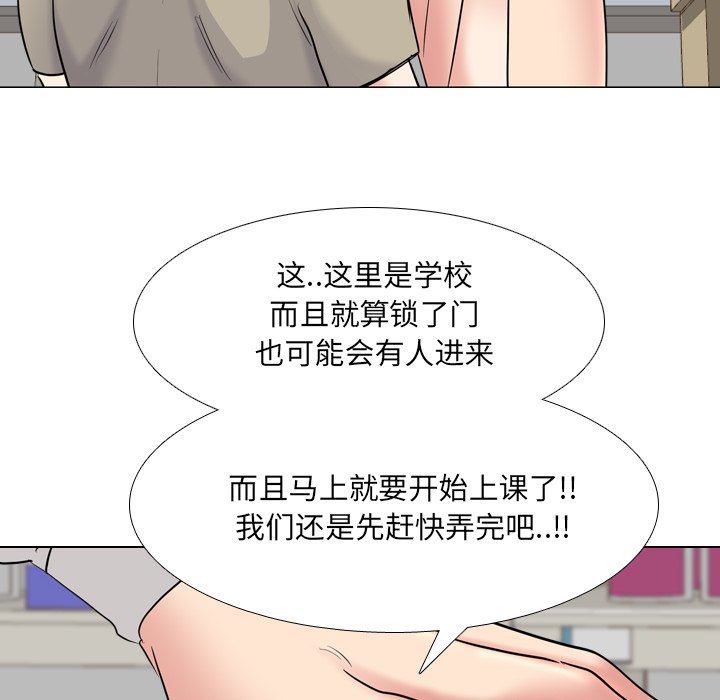 这..这里是学校
而且就算锁了门
也可能会有人进来
而且马上就要开始上课了!!
我们还是先赶快弄完吧..!!